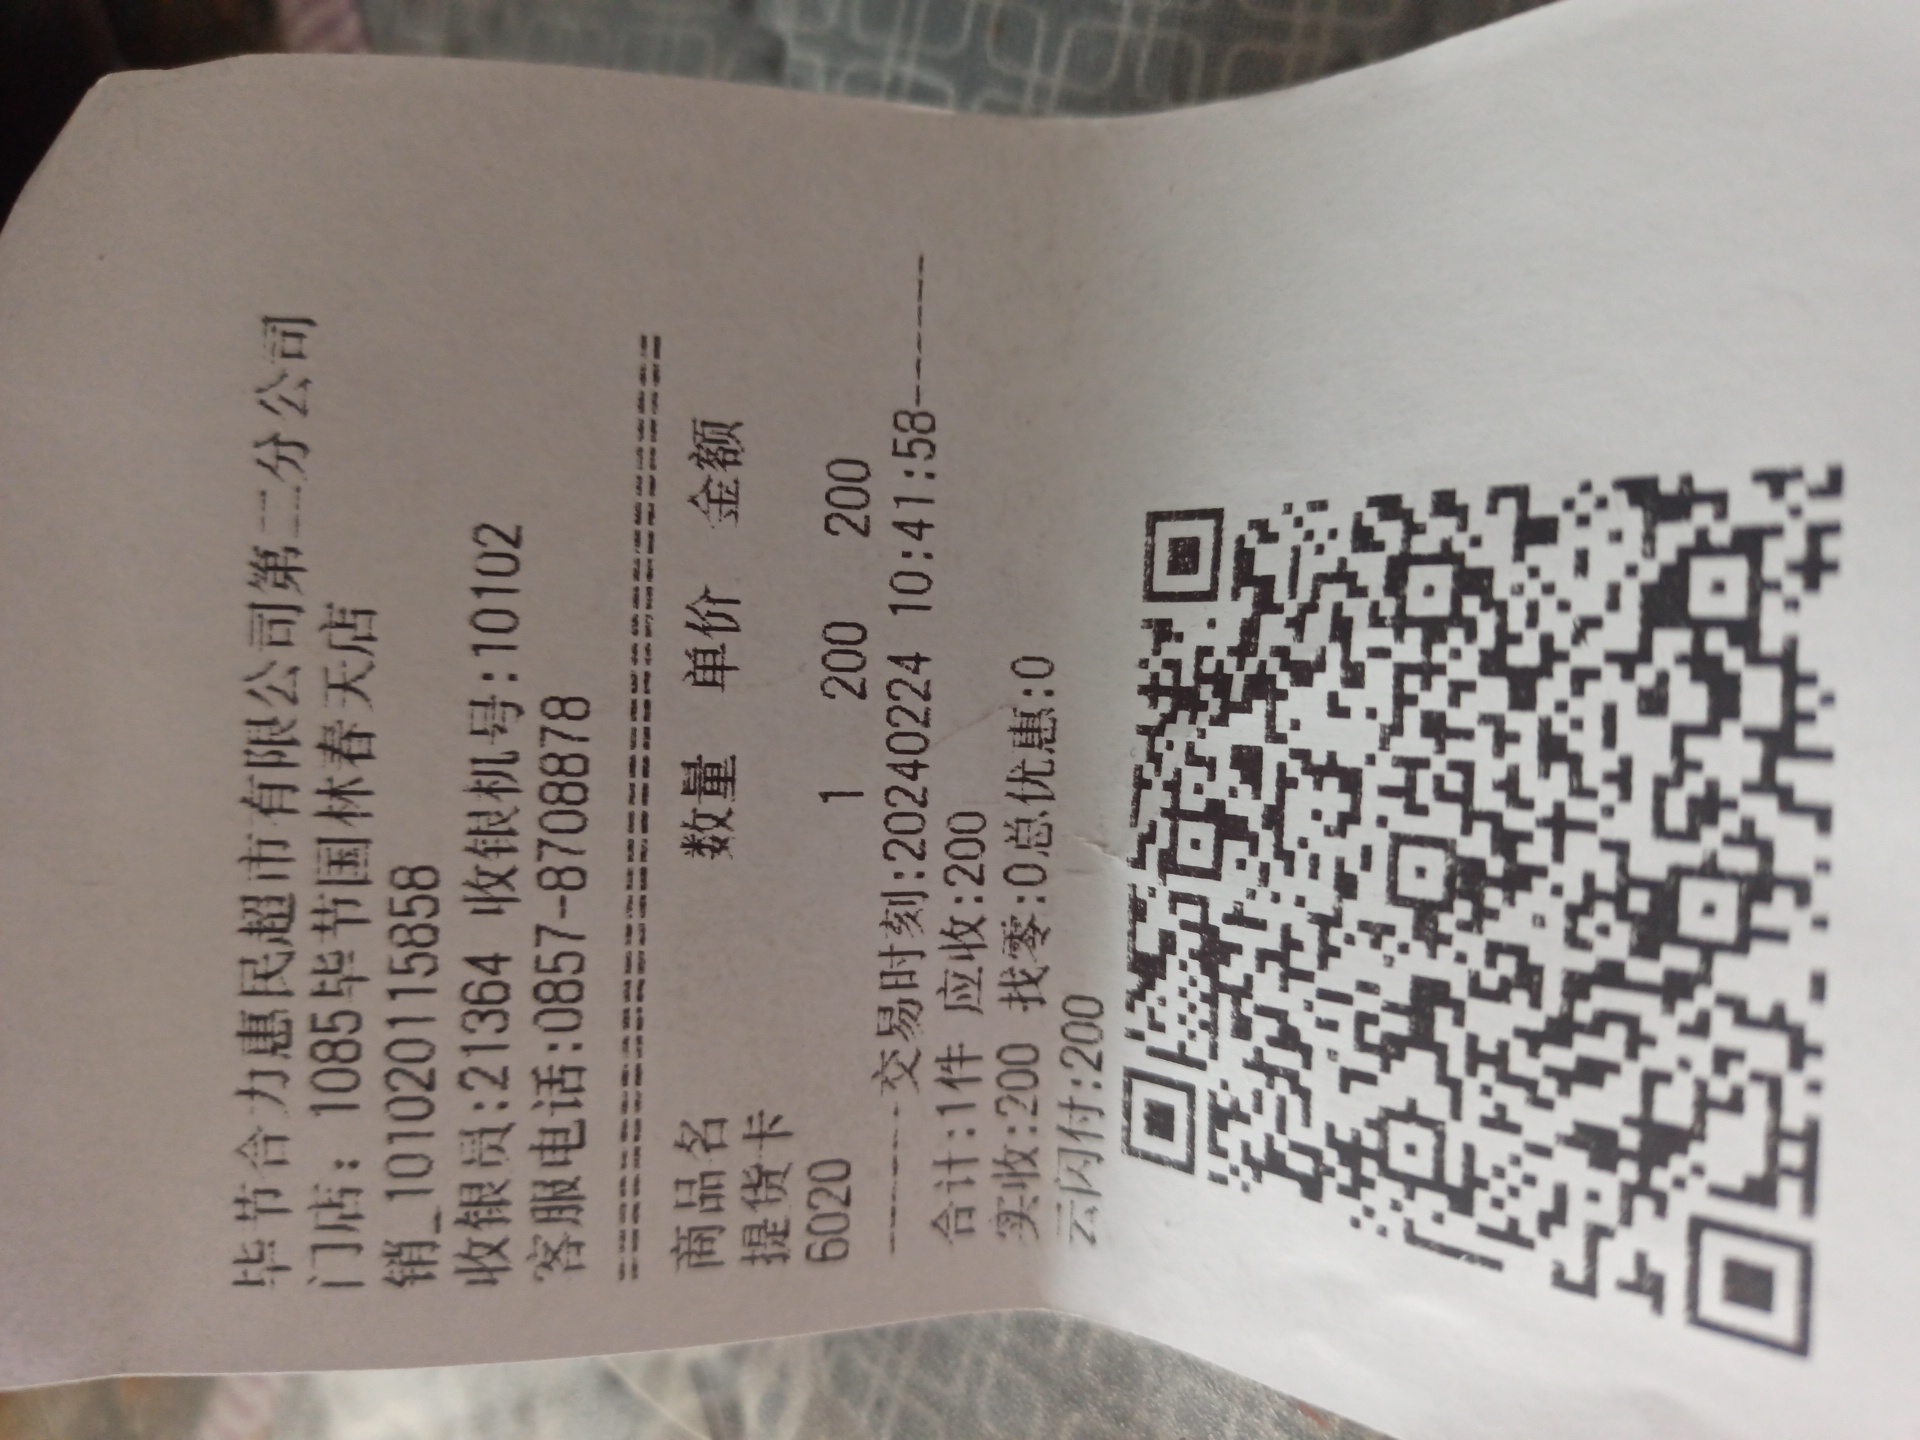 毕节合力惠民超市有限公司第二分公司
门店: 1085毕节国林春天店
销_1010201115858
收银员:21364 收银机号:10102
客服电话:0857-8708878
商品名 数量 单价 金额
提货卡
6020 1 200 200
------交易时刻:20240224 10:41:58------
合计:1件 应收:200
实收:200 找零:0总优惠:0
云闪付:200